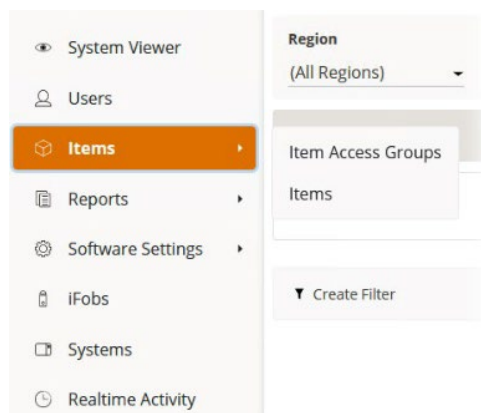 System Viewer
Users
Items
Reports
Software Settings
iFobs
Systems
Realtime Activity
Region
(All Regions)
Item Access Groups
Items
Create Filter